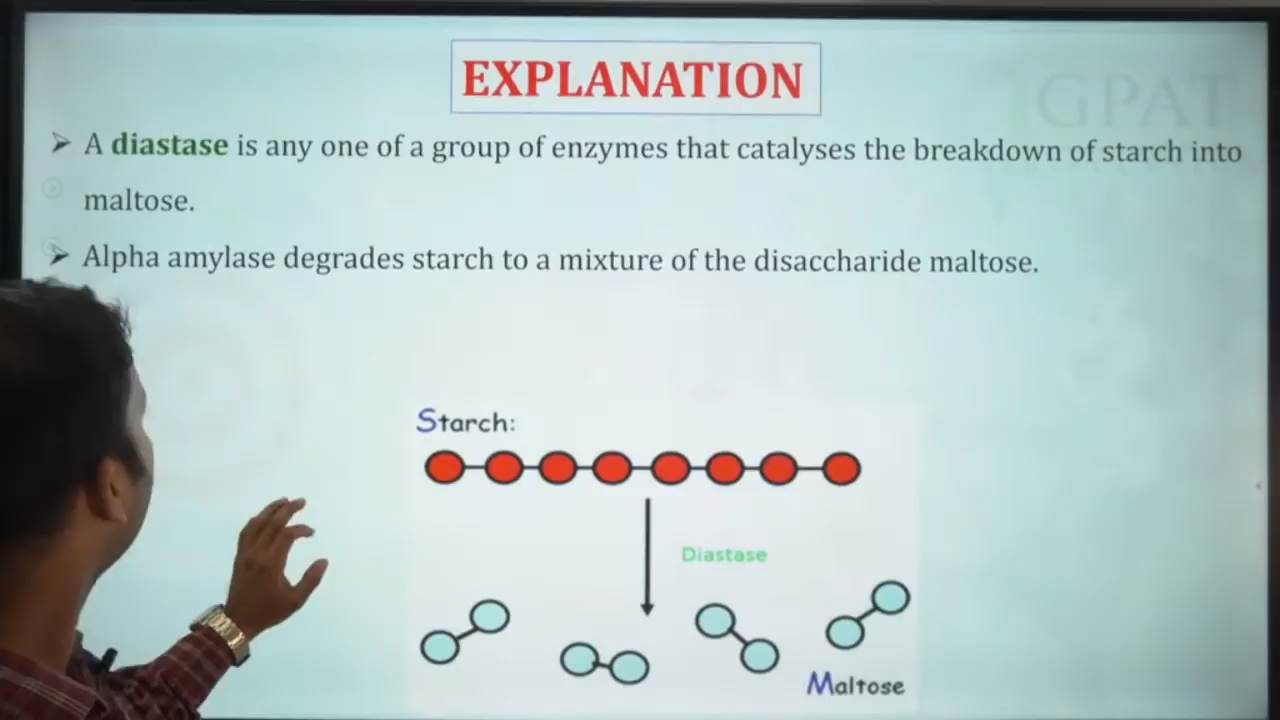 EXPLANATION
GPAT
➢ A diastase is any one of a group of enzymes that catalyses the breakdown of starch into
maltose.
➢ Alpha amylase degrades starch to a mixture of the disaccharide maltose.
Starch:
Diastase
Maltose